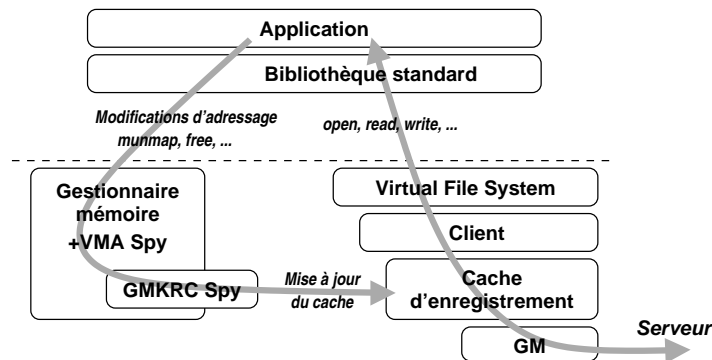 Application
Bibliothèque standard
Modifications d'adressage
munmap, free, ...
open, read, write, ...
Gestionnaire
mémoire
+VMA Spy
GMKRC Spy
Mise à jour
du cache
Virtual File System
Client
Cache
d'enregistrement
GM
Serveur